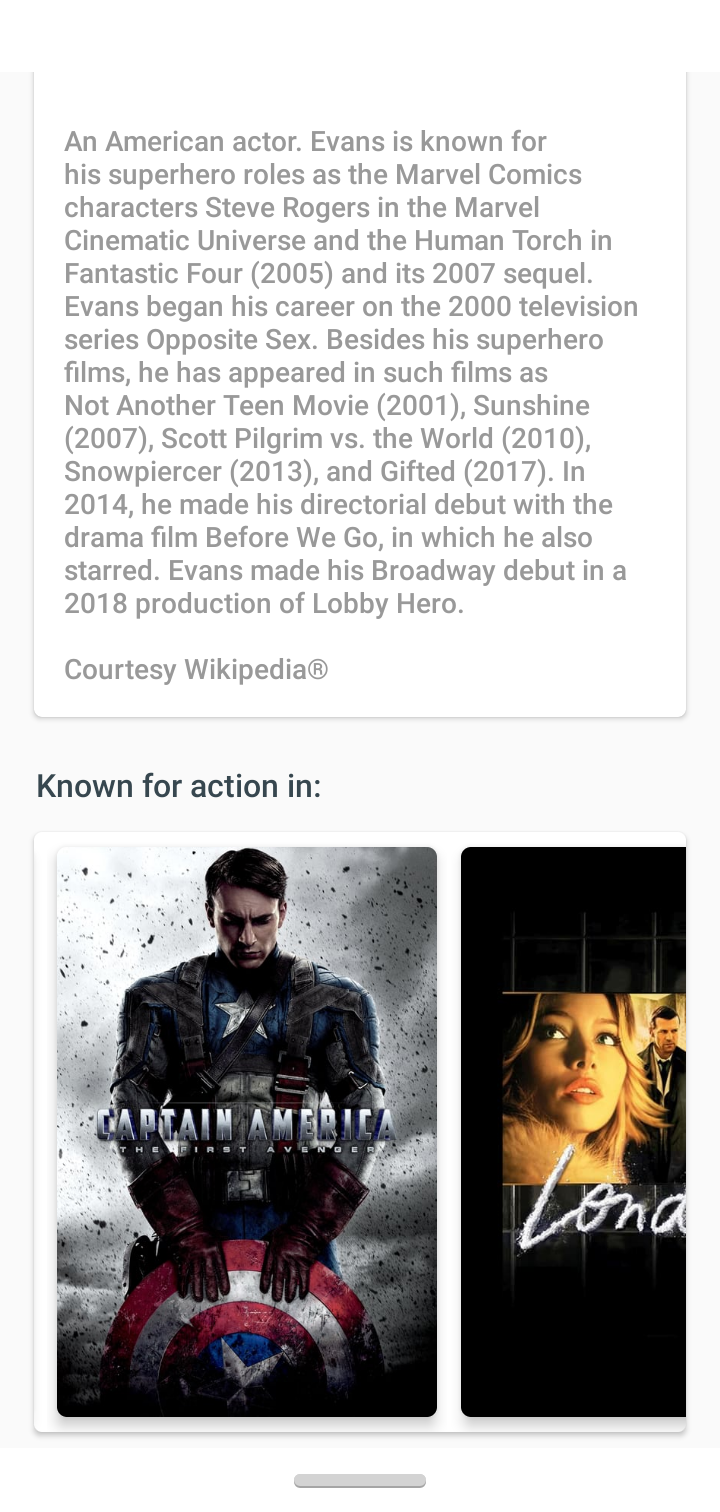 An American actor. Evans is known for
his superhero roles as the Marvel Comics
characters Steve Rogers in the Marvel
Cinematic Universe and the Human Torch in
Fantastic Four (2005) and its 2007 sequel.
Evans began his career on the 2000 television
series Opposite Sex. Besides his superhero
films, he has appeared in such films as
Not Another Teen Movie (2001), Sunshine
(2007), Scott Pilgrim vs. the World (2010),
Snowpiercer (2013), and Gifted (2017). In
2014, he made his directorial debut with the
drama film Before We Go, in which he also
starred. Evans made his Broadway debut in a
2018 production of Lobby Hero.
Courtesy Wikipedia®
Known for action in:
CAPTAIN AMERICA
THE FIRST AVENGER
Lond